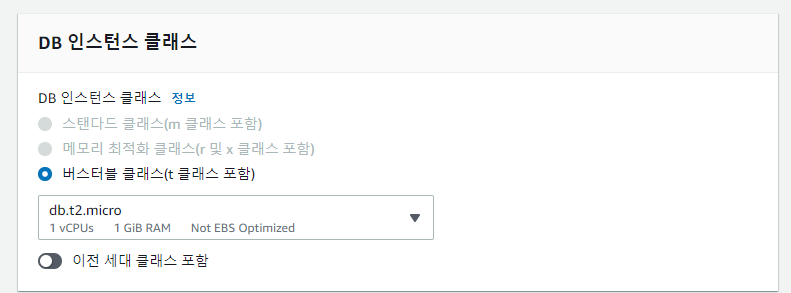 DB 인스턴스 클래스
DB 인스턴스 클래스 정보
스탠다드 클래스(m 클래스 포함)
메모리 최적화 클래스(r 및 x 클래스 포함)
버스터블 클래스(t 클래스 포함)
db.t2.micro
1 vCPUs 1 GiB RAM Not EBS Optimized
이전 세대 클래스 포함